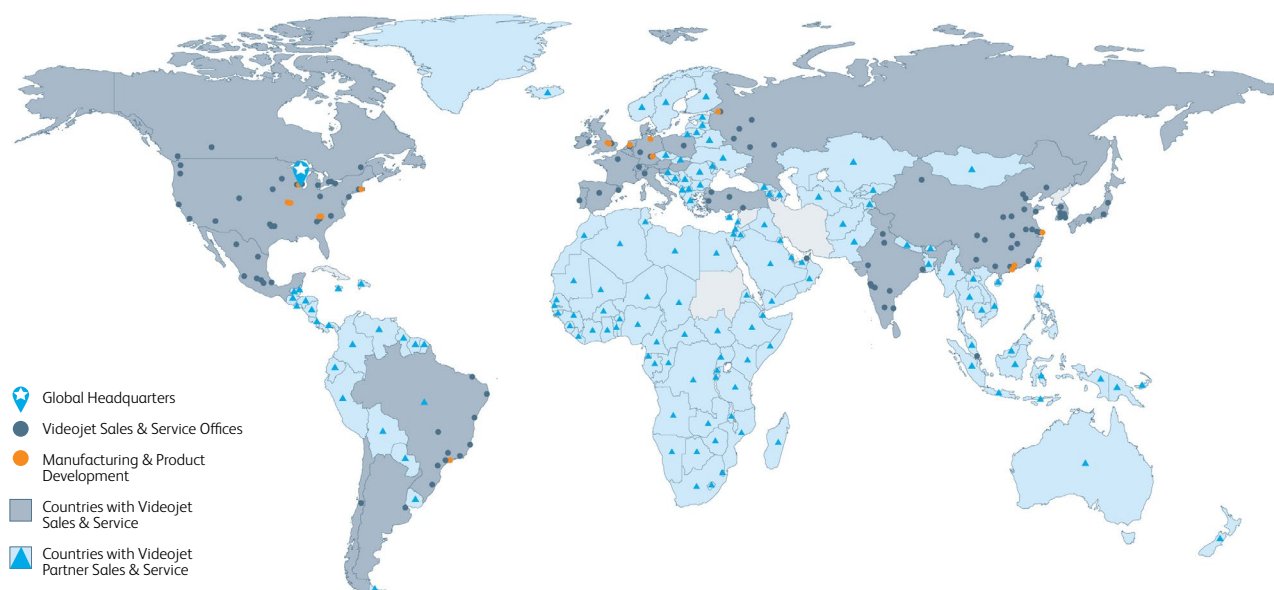 Global Headquarters
Videojet Sales & Service Offices
Manufacturing & Product
Development
Countries with Videojet
Sales & Service
Countries with Videojet
Partner Sales & Service